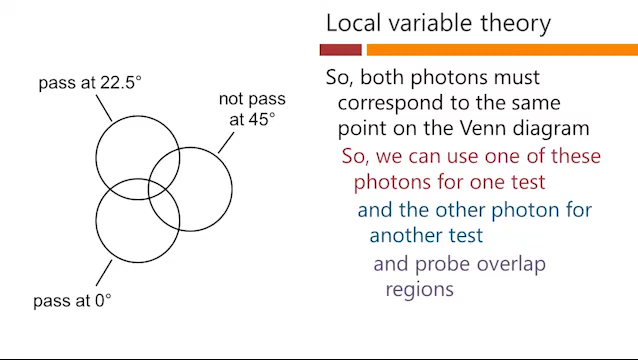 Local variable theory
pass at 22.5°
not pass
at 45°
pass at 0°
So, both photons must
correspond to the same
point on the Venn diagram
So, we can use one of these
photons for one test
and the other photon for
another test
and probe overlap
regions